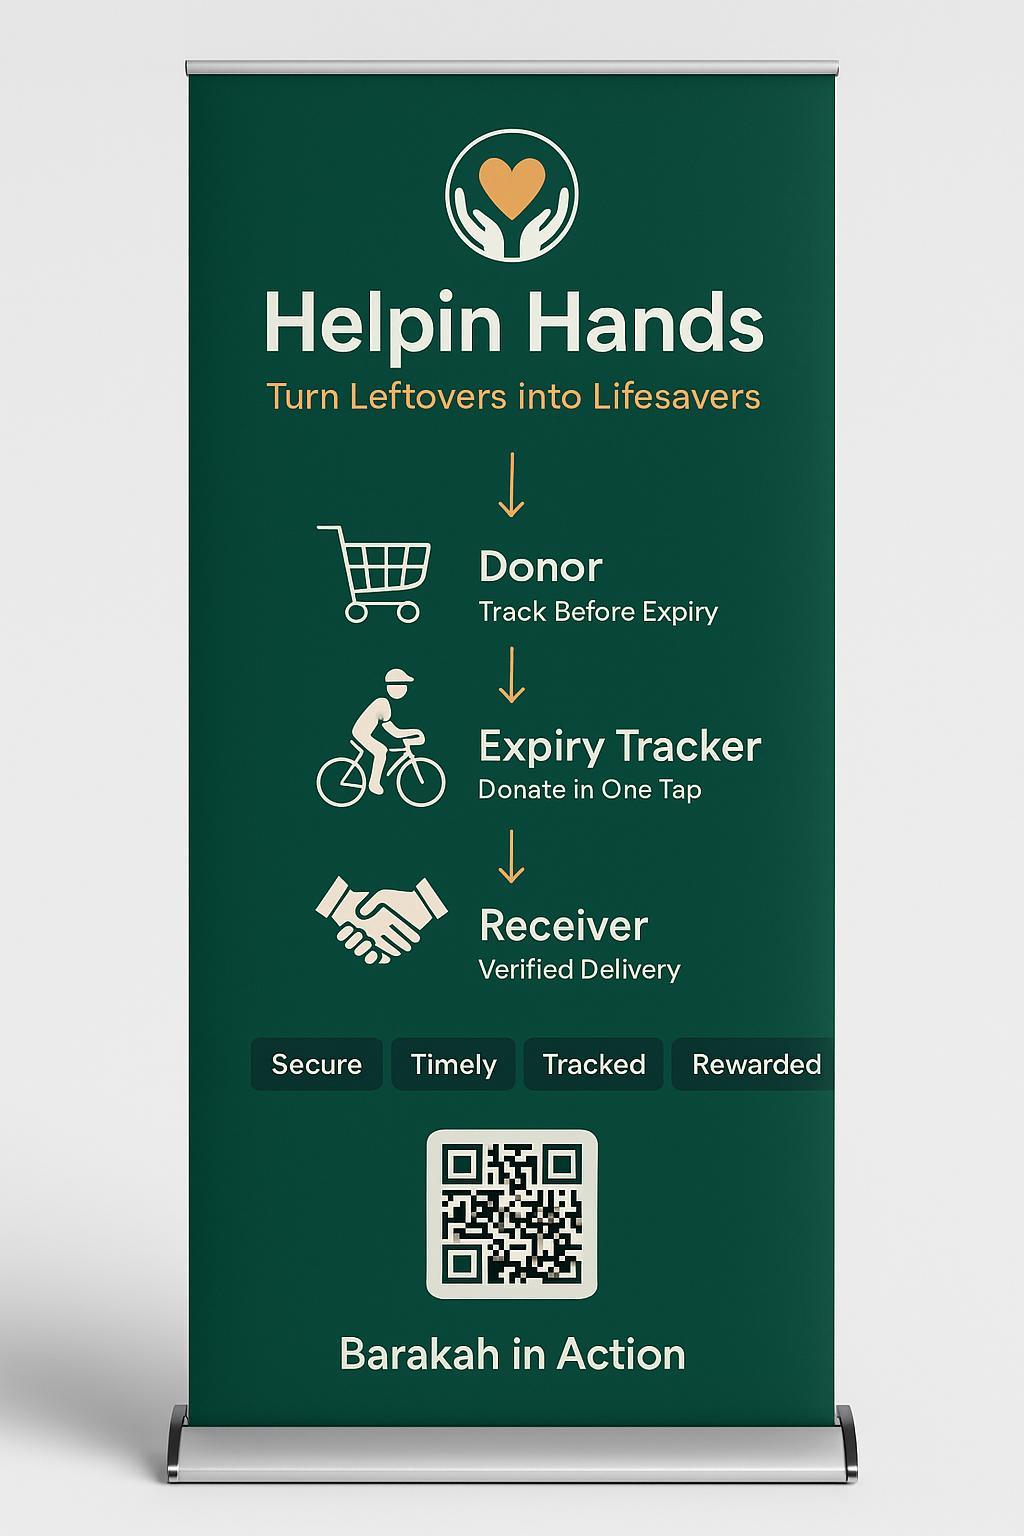 Helpin Hands
Turn Leftovers into Lifesavers
Donor
Track Before Expiry
Expiry Tracker
Donate in One Tap
Receiver
Verified Delivery
Secure Timely Tracked Rewarded
Barakah in Action